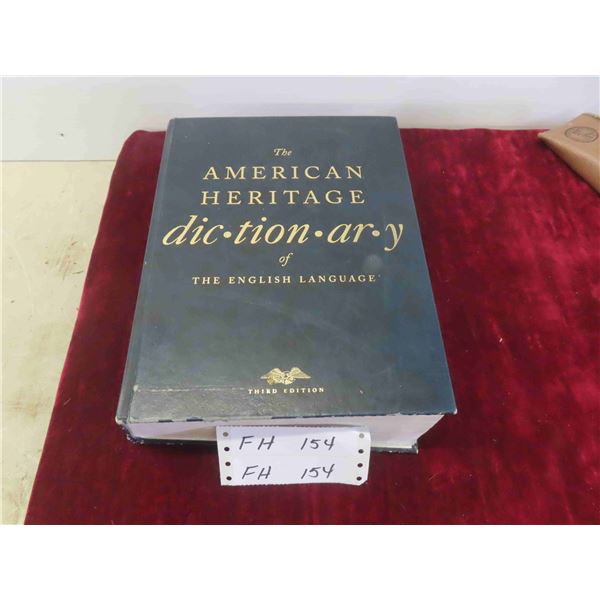 The
AMERICAN
HERITAGE
dic•tion•ar•y
of
THE ENGLISH LANGUAGE
THIRD EDITION
FH 154
FH 154